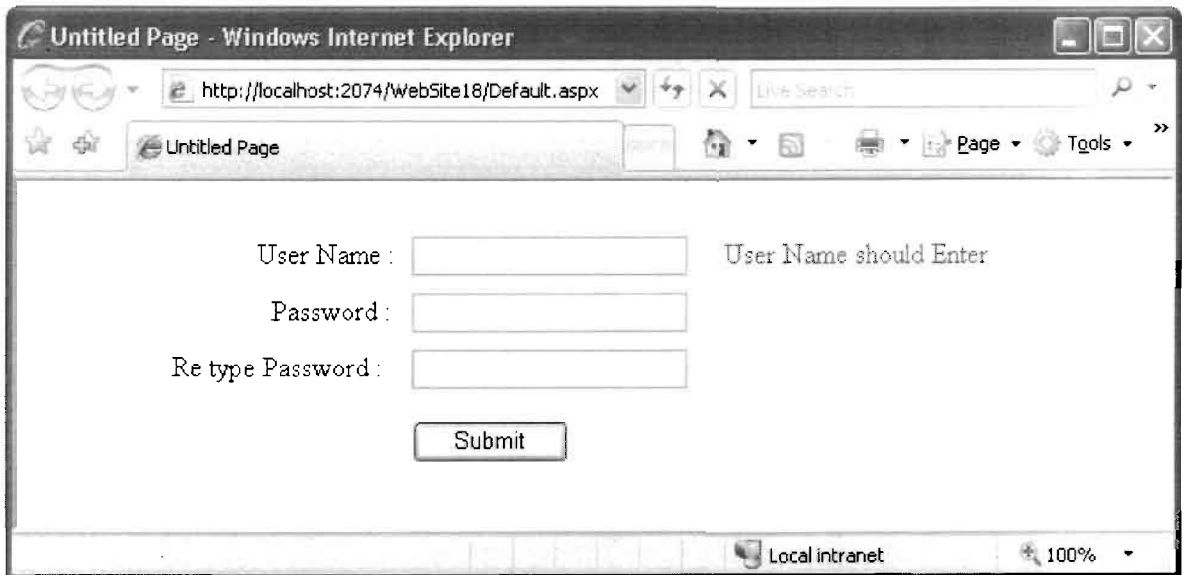 Untitled Page - Windows Internet Explorer
http://localhost:2074/WebSite18/Default.aspx
Live Search
Untitled Page
Page
Tools
User Name :
User Name should Enter
Password :
Re type Password :
Submit
Local intranet
100%